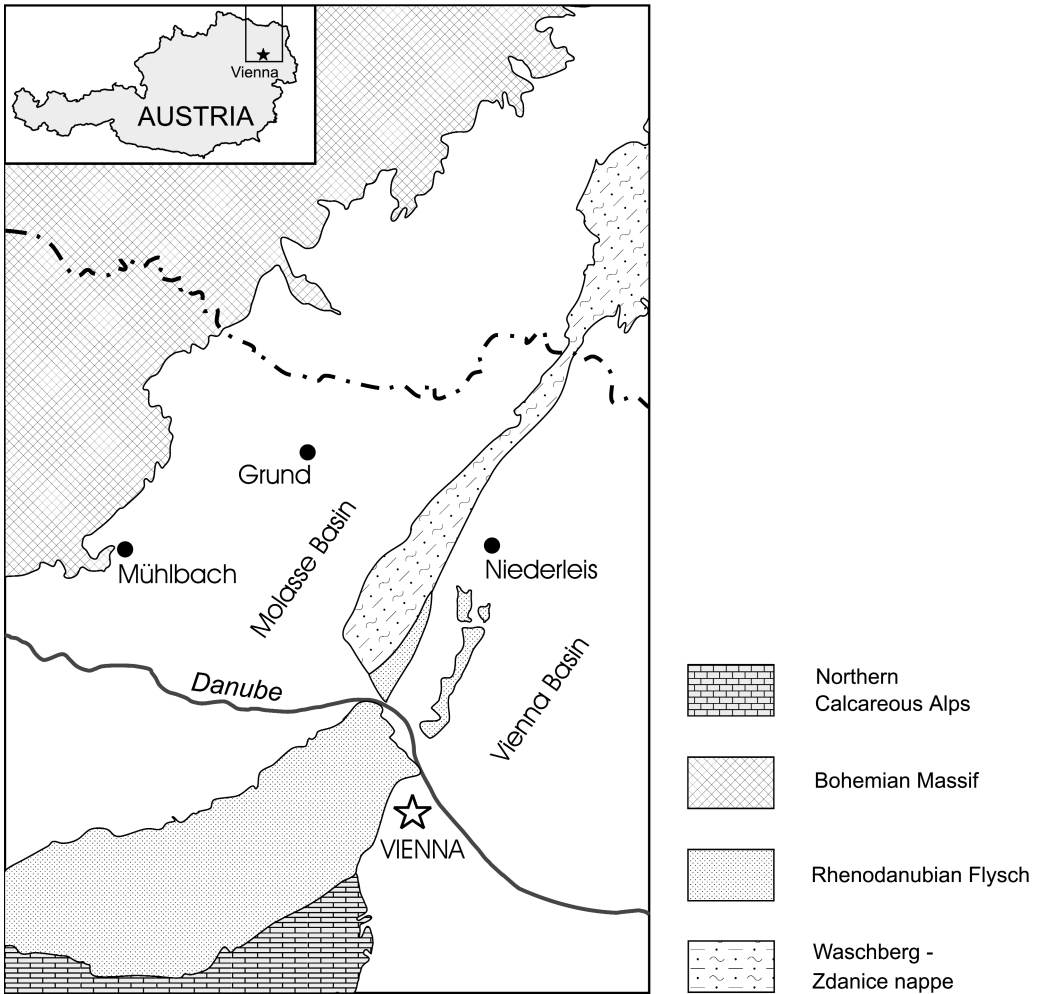 Vienna
AUSTRIA
Grund
Mühlbach
Molasse Basin
Niederleis
Danube
Vienna Basin
VIENNA
Northern
Calcareous Alps
Bohemian Massif
Rhenodanubian Flysch
Waschberg -
Zdanice nappe